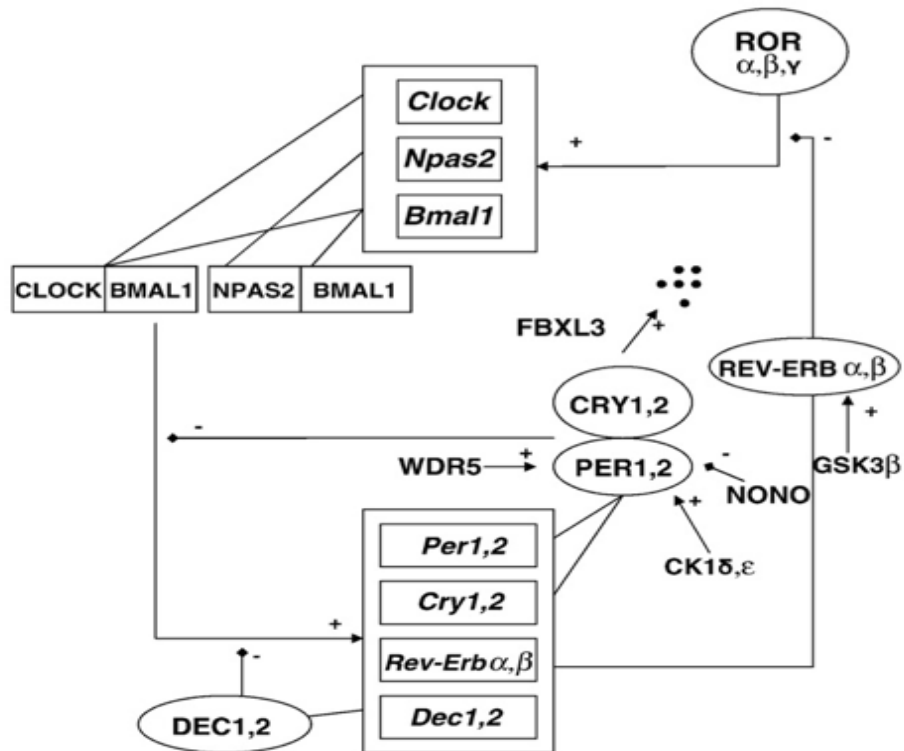 ROR
α,β,γ
Clock
+
-
Npas2
Bmal1
CLOCK BMAL1 NPAS2 BMAL1
FBXL3
+
REV-ERB α,β
CRY1,2
-
+
WDR5
+
PER1,2
-
GSK3β
NONO
+
CK1δ,ε
Per1,2
Cry1,2
+
Rev-Erb α,β
-
Dec1,2
DEC1,2